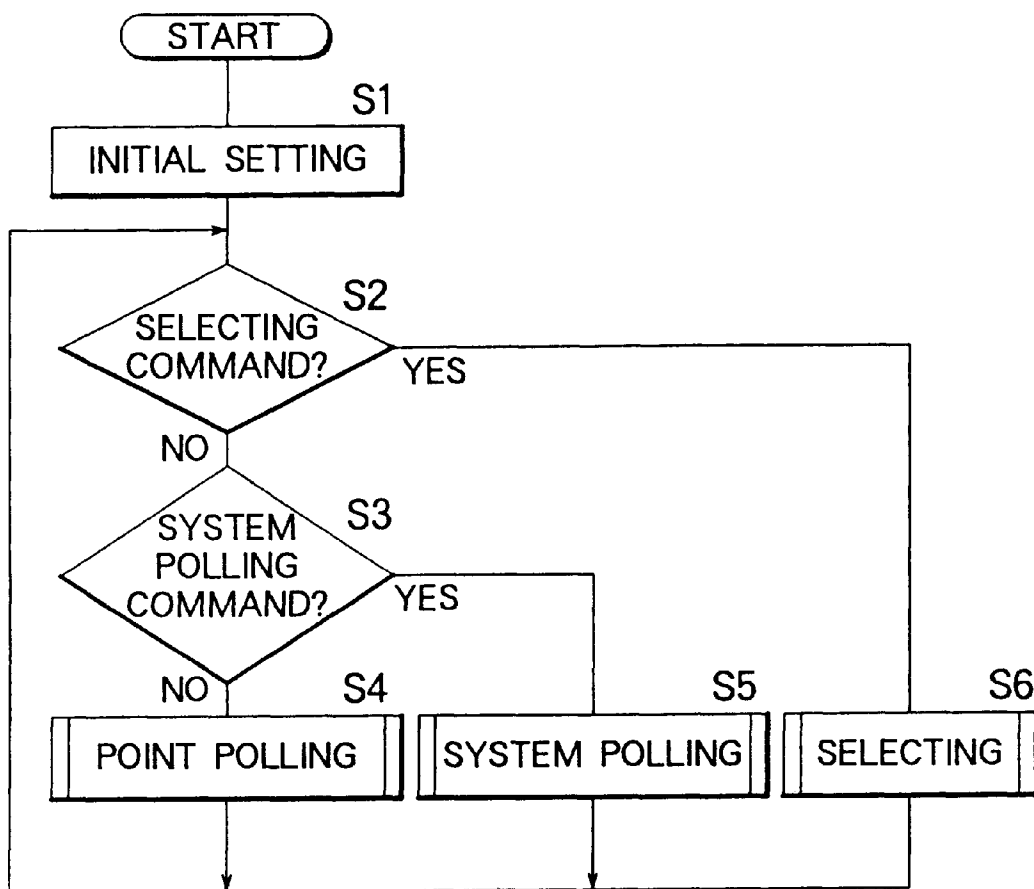 START
S1
INITIAL SETTING
S2
SELECTING
COMMAND?
YES
NO
S3
SYSTEM
POLLING
COMMAND?
YES
NO
S4
S5
S6
POINT POLLING
SYSTEM POLLING
SELECTING